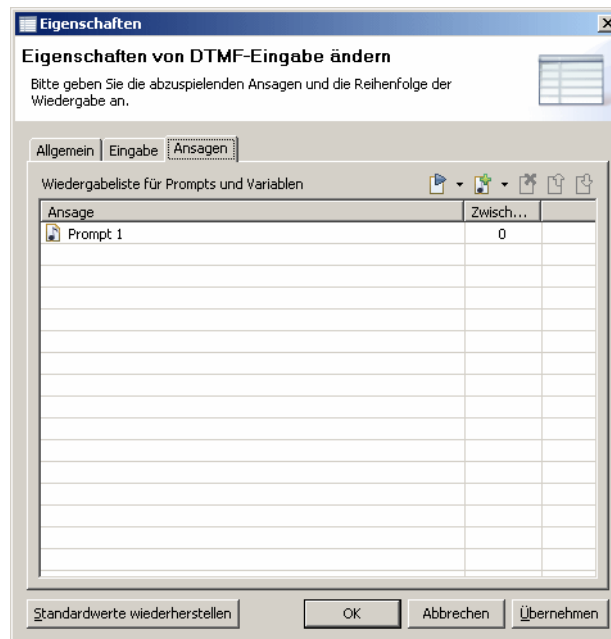 Eigenschaften
Eigenschaften von DTMF-Eingabe ändern
Bitte geben Sie die abzuspielenden Ansagen und die Reihenfolge der
Wiedergabe an.
Allgemein Eingabe Ansagen
Wiedergabeliste für Prompts und Variablen
Ansage Zwisch...
Prompt 1 0
Standardwerte wiederherstellen OK Abbrechen Übernehmen